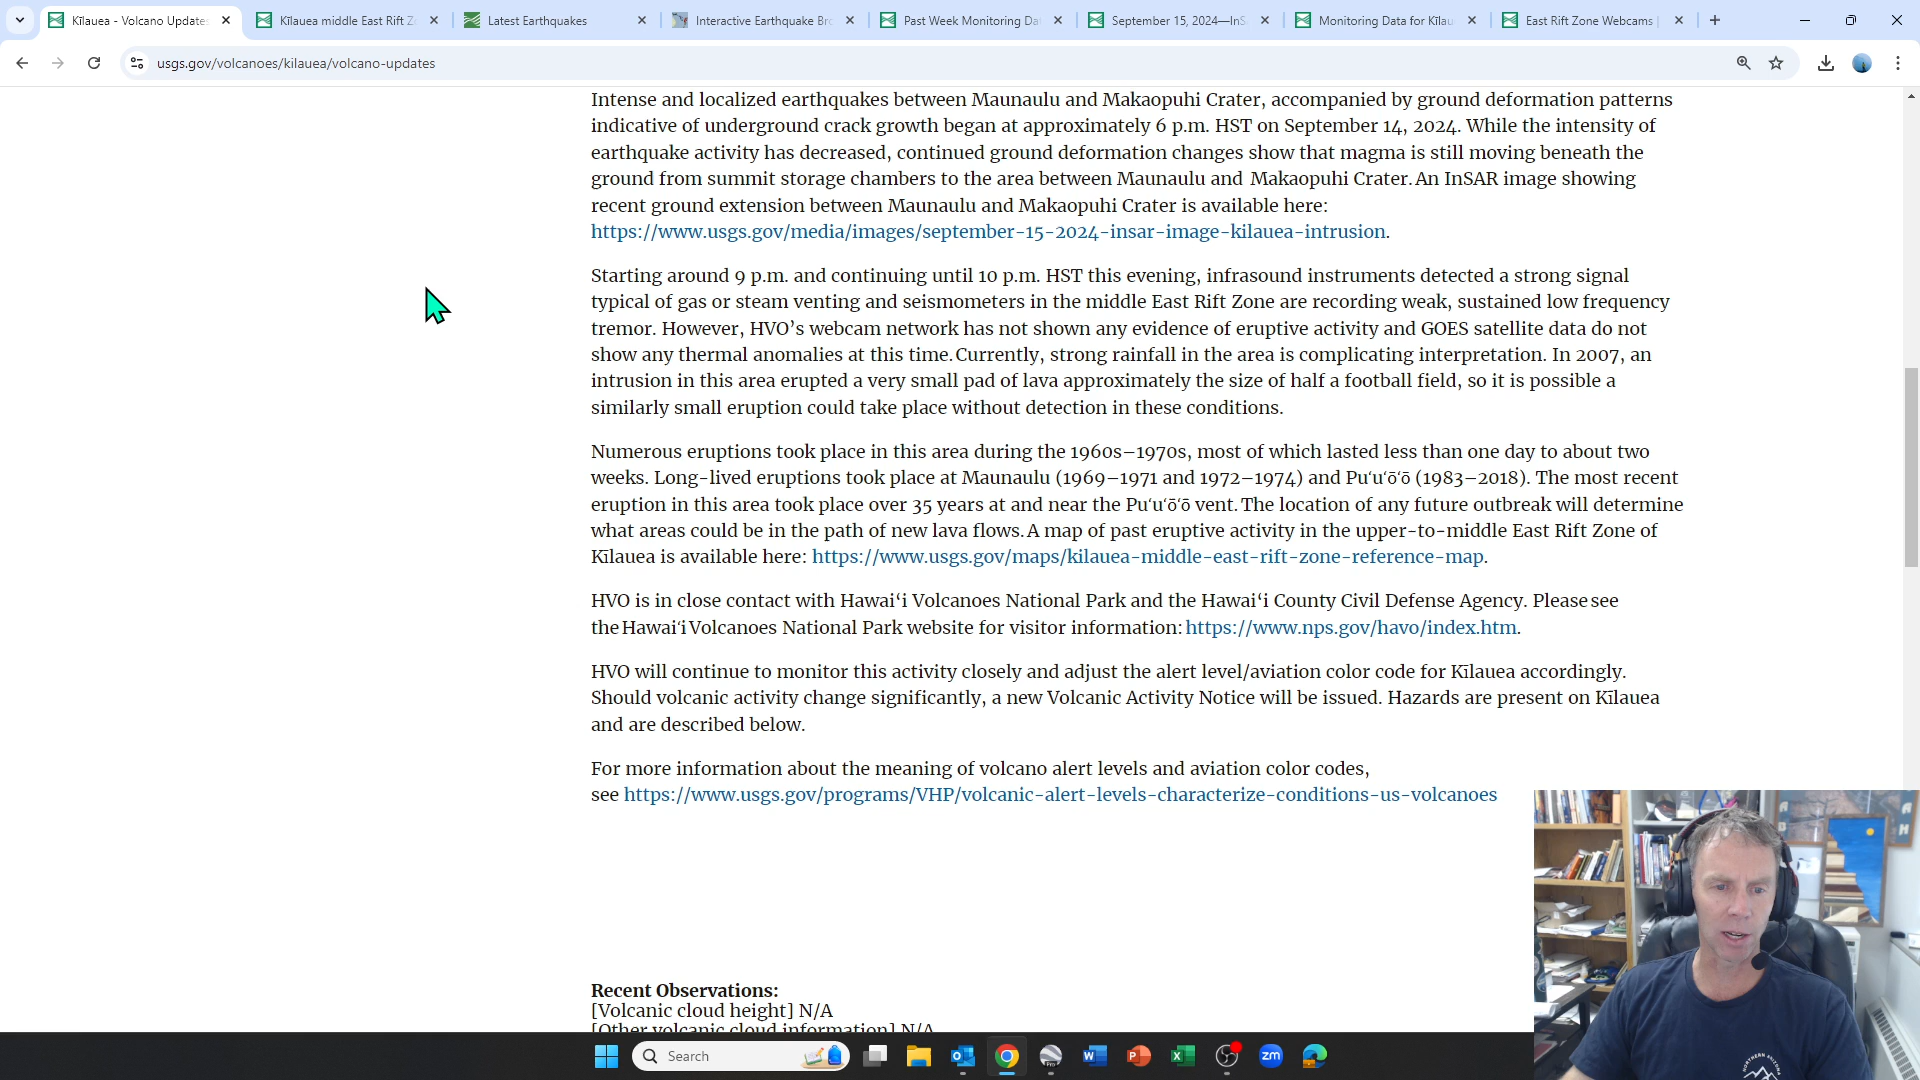 Kīlauea - Volcano Updates
Kīlauea middle East Rift Z
Latest Earthquakes
Interactive Earthquake Bro
Past Week Monitoring Da
September 15, 2024—InS
Monitoring Data for Kīlau
East Rift Zone Webcams |
usgs.gov/volcanoes/kilauea/volcano-updates
Intense and localized earthquakes between Maunaulu and Makaopuhi Crater, accompanied by ground deformation patterns
indicative of underground crack growth began at approximately 6 p.m. HST on September 14, 2024. While the intensity of
earthquake activity has decreased, continued ground deformation changes show that magma is still moving beneath the
ground from summit storage chambers to the area between Maunaulu and Makaopuhi Crater. An InSAR image showing
recent ground extension between Maunaulu and Makaopuhi Crater is available here:
https://www.usgs.gov/media/images/september-15-2024-insar-image-kilauea-intrusion.
Starting around 9 p.m. and continuing until 10 p.m. HST this evening, infrasound instruments detected a strong signal
typical of gas or steam venting and seismometers in the middle East Rift Zone are recording weak, sustained low frequency
tremor. However, HVO’s webcam network has not shown any evidence of eruptive activity and GOES satellite data do not
show any thermal anomalies at this time. Currently, strong rainfall in the area is complicating interpretation. In 2007, an
intrusion in this area erupted a very small pad of lava approximately the size of half a football field, so it is possible a
similarly small eruption could take place without detection in these conditions.
Numerous eruptions took place in this area during the 1960s–1970s, most of which lasted less than one day to about two
weeks. Long-lived eruptions took place at Maunaulu (1969–1971 and 1972–1974) and Puʻuʻōʻō (1983–2018). The most recent
eruption in this area took place over 35 years at and near the Puʻuʻōʻō vent. The location of any future outbreak will determine
what areas could be in the path of new lava flows. A map of past eruptive activity in the upper-to-middle East Rift Zone of
Kīlauea is available here: https://www.usgs.gov/maps/kilauea-middle-east-rift-zone-reference-map.
HVO is in close contact with Hawaiʻi Volcanoes National Park and the Hawaiʻi County Civil Defense Agency. Please see
the Hawaiʻi Volcanoes National Park website for visitor information: https://www.nps.gov/havo/index.htm.
HVO will continue to monitor this activity closely and adjust the alert level/aviation color code for Kīlauea accordingly.
Should volcanic activity change significantly, a new Volcanic Activity Notice will be issued. Hazards are present on Kīlauea
and are described below.
For more information about the meaning of volcano alert levels and aviation color codes,
see https://www.usgs.gov/programs/VHP/volcanic-alert-levels-characterize-conditions-us-volcanoes
Recent Observations:
[Volcanic cloud height] N/A
[Other volcanic cloud information] N/A
Search
zm